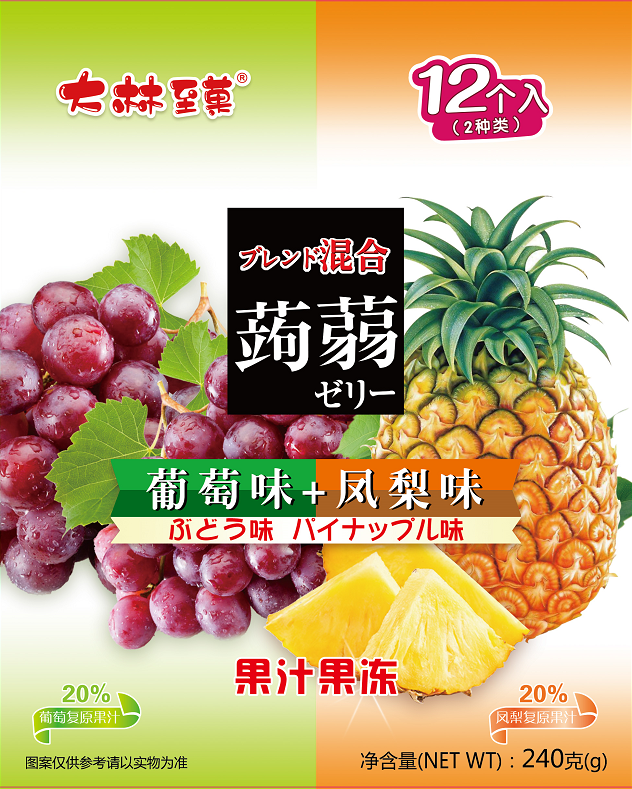 大林至菓®
12个入
（2种类）
ブレンド混合
蒟蒻
ゼリー
葡萄味+凤梨味
ぶどう味 パイナップル味
果汁果冻
20%
葡萄复原果汁
20%
凤梨复原果汁
图案仅供参考请以实物为准
净含量(NET WT)：240克(g)